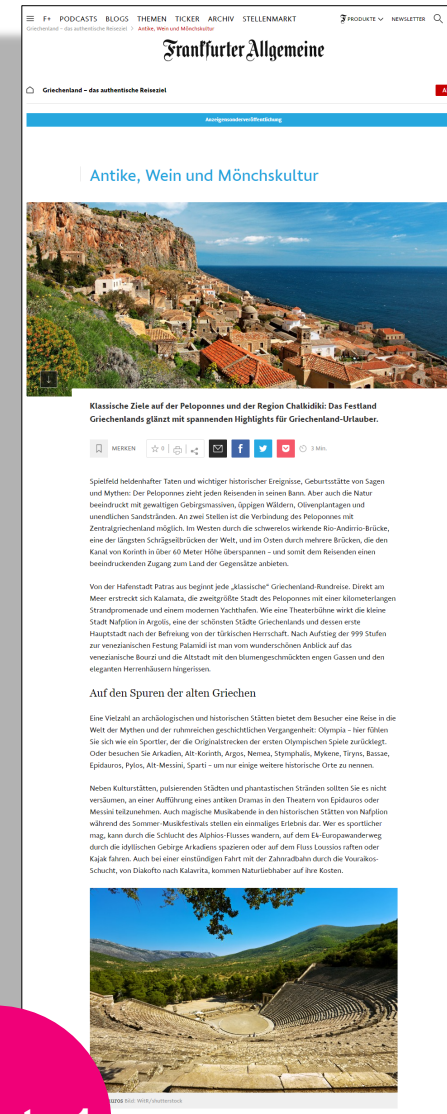 F+ PODCASTS BLOGS THEMEN TICKER ARCHIV STELLENMARKT
PRODUKTE NEWSLETTER
Griechenland – das authentische Reiseziel > Antike, Wein und Mönchskultur
Frankfurter Allgemeine
Griechenland – das authentische Reiseziel
A
Anzeigensonderveröffentlichung
Antike, Wein und Mönchskultur
Klassische Ziele auf der Peloponnes und der Region Chalkidiki: Das Festland
Griechenlands glänzt mit spannenden Highlights für Griechenland-Urlauber.
MERKEN
0
3 Min.
Spielfeld heldenhafter Taten und wichtiger historischer Ereignisse, Geburtsstätte von Sagen
und Mythen: Der Peloponnes zieht jeden Reisenden in seinen Bann. Aber auch die Natur
beeindruckt mit gewaltigen Gebirgsmassiven, üppigen Wäldern, Olivenplantagen und
unendlichen Sandstränden. An zwei Stellen ist die Verbindung des Peloponnes mit
Zentralgriechenland möglich. Im Westen durch die schwerelos wirkende Rio-Andirrio-Brücke,
eine der längsten Schrägseilbrücken der Welt, und im Osten durch mehrere Brücken, die den
Kanal von Korinth in über 60 Meter Höhe überspannen – und somit dem Reisenden einen
beeindruckenden Zugang zum Land der Gegensätze anbieten.
Von der Hafenstadt Patras aus beginnt jede „klassische“ Griechenland-Rundreise. Direkt am
Meer erstreckt sich Kalamata, die zweitgrößte Stadt des Peloponnes mit einer kilometerlangen
Strandpromenade und einem modernen Yachthafen. Wie eine Theaterbühne wirkt die kleine
Stadt Nafplion in Argolis, eine der schönsten Städte Griechenlands und dessen erste
Hauptstadt nach der Befreiung von der türkischen Herrschaft. Nach Aufstieg der 999 Stufen
zur venezianischen Festung Palamidi ist man vom wunderschönen Anblick auf das
venezianische Bourzi und die Altstadt mit den blumengeschmückten engen Gassen und den
eleganten Herrenhäusern hingerissen.
Auf den Spuren der alten Griechen
Eine Vielzahl an archäologischen und historischen Stätten bietet dem Besucher eine Reise in die
Welt der Mythen und der ruhmreichen geschichtlichen Vergangenheit: Olympia – hier fühlen
Sie sich wie ein Sportler, der die Originalstrecken der ersten Olympischen Spiele zurücklegt.
Oder besuchen Sie Arkadien, Alt-Korinth, Argos, Nemea, Stymphalis, Mykene, Tiryns, Bassae,
Epidauros, Pylos, Alt-Messini, Sparti – um nur einige weitere historische Orte zu nennen.
Neben Kulturstätten, pulsierenden Städten und phantastischen Stränden sollten Sie es nicht
versäumen, an einer Aufführung eines antiken Dramas in den Theatern von Epidauros oder
Messini teilzunehmen. Auch magische Musikabende in den historischen Stätten von Nafplion
während des Sommer-Musikfestivals stellen ein einmaliges Erlebnis dar. Wer es sportlicher
mag, kann durch die Schlucht des Alphios-Flusses wandern, auf dem E4-Europawanderweg
durch die idyllischen Gebirge Arkadiens spazieren oder auf dem Fluss Loussios raften oder
Kajak fahren. Auch bei einer einstündigen Fahrt mit der Zahnradbahn durch die Vouraikos-
Schucht, von Diakofto nach Kalavrita, kommen Naturliebhaber auf ihre Kosten.
Bild: WitR/shutterstock